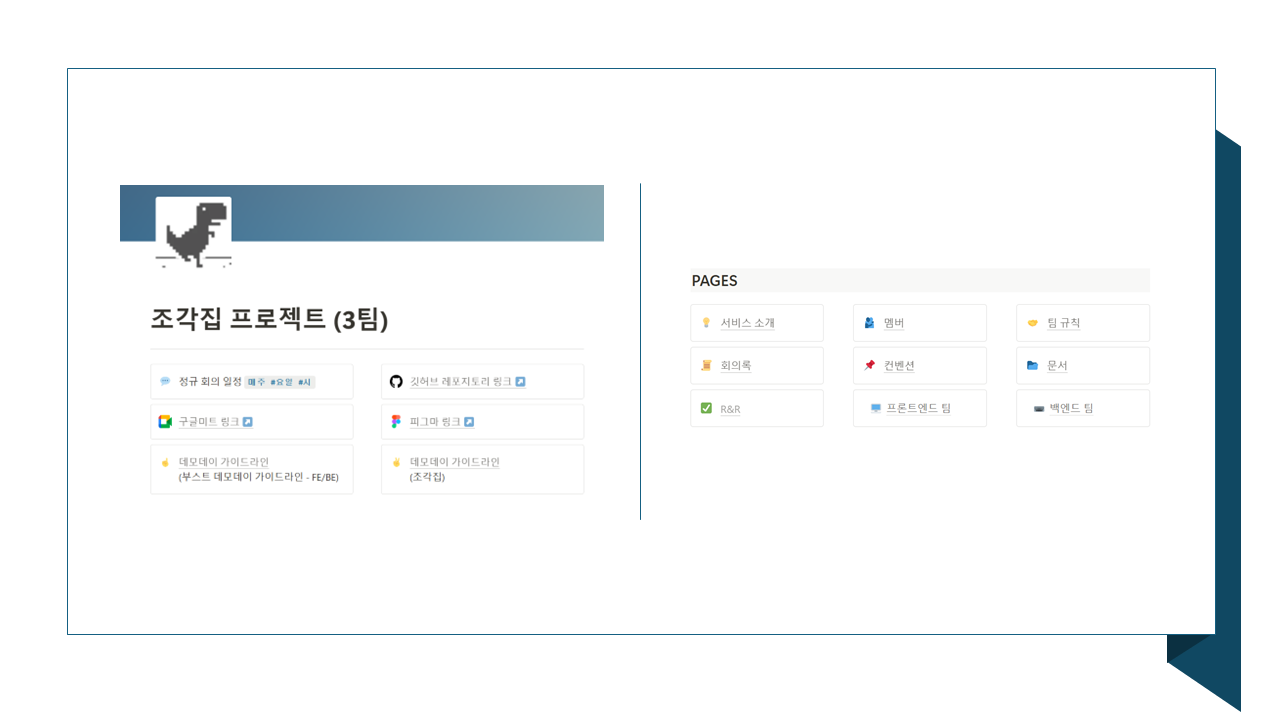 조각집 프로젝트 (3팀)
정규 회의 일정 매주 #요일 #시
깃허브 레포지토리 링크
구글미트 링크
피그마 링크
데모데이 가이드라인
(부스트 데모데이 가이드라인 - FE/BE)
데모데이 가이드라인
(조각집)
PAGES
서비스 소개
멤버
팀 규칙
회의록
컨벤션
문서
R&R
프론트엔드 팀
백엔드 팀